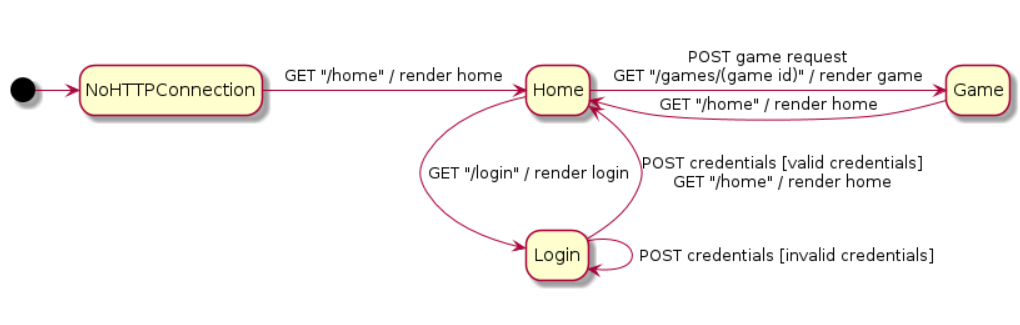 POST game request
GET "/home" / render home
GET "/games/(game id)" / render game
NoHTTPConnection
Home
Game
GET "/home" / render home
POST credentials [valid credentials]
GET "/login" / render login
GET "/home" / render home
Login
POST credentials [invalid credentials]